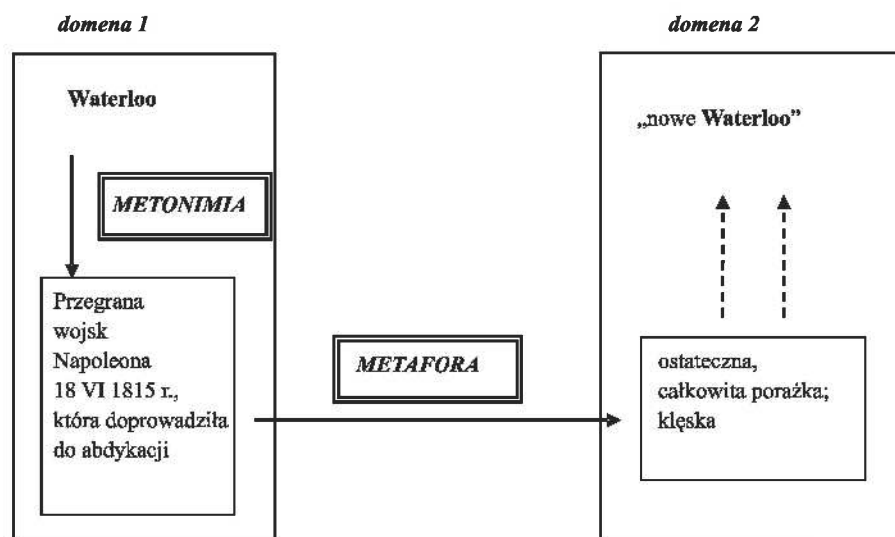 domena 1
domena 2
Waterloo
„nowe Waterloo”
METONIMIA
Przegrana
wojsk
Napoleona
18 VI 1815 r.,
która doprowadziła
do abdykacji
METAFORA
ostateczna,
całkowita porażka;
klęska